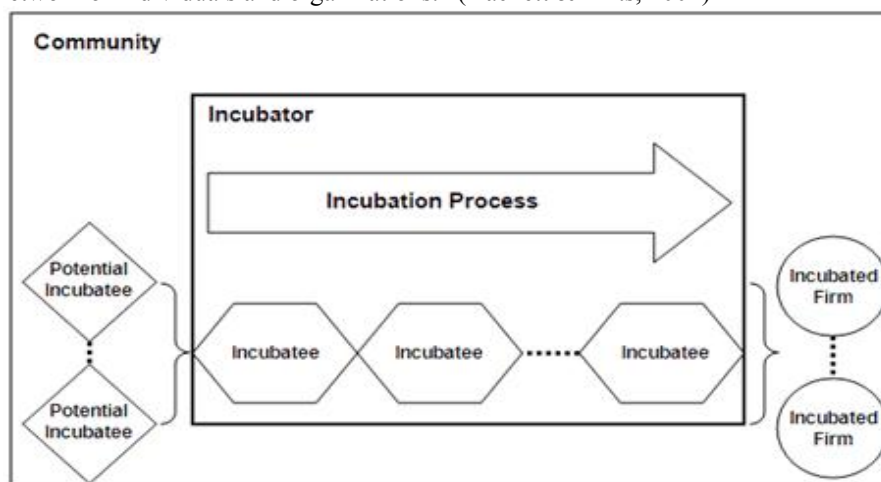 Community
Incubator
Incubation Process
Potential
Incubatee
Incubatee
Incubatee
Incubatee
Incubated
Firm
Potential
Incubatee
Incubated
Firm